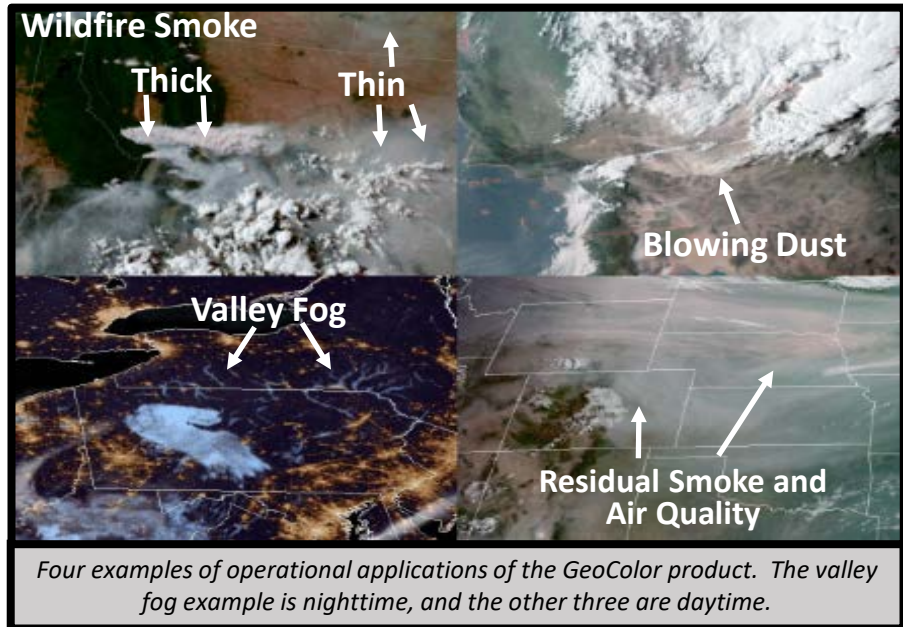 Wildfire Smoke
Thick
Thin
Blowing Dust
Valley Fog
Residual Smoke and
Air Quality
Four examples of operational applications of the GeoColor product.  The valley
fog example is nighttime, and the other three are daytime.